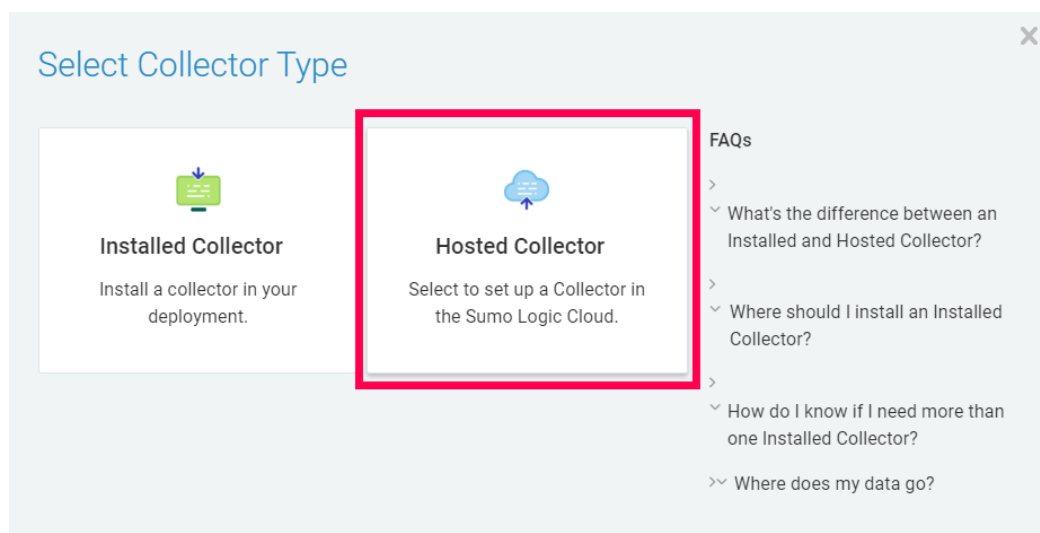 Select Collector Type
Installed Collector
Install a collector in your
deployment.
Hosted Collector
Select to set up a Collector in
the Sumo Logic Cloud.
FAQs
What's the difference between an
Installed and Hosted Collector?
Where should I install an Installed
Collector?
How do I know if I need more than
one Installed Collector?
Where does my data go?